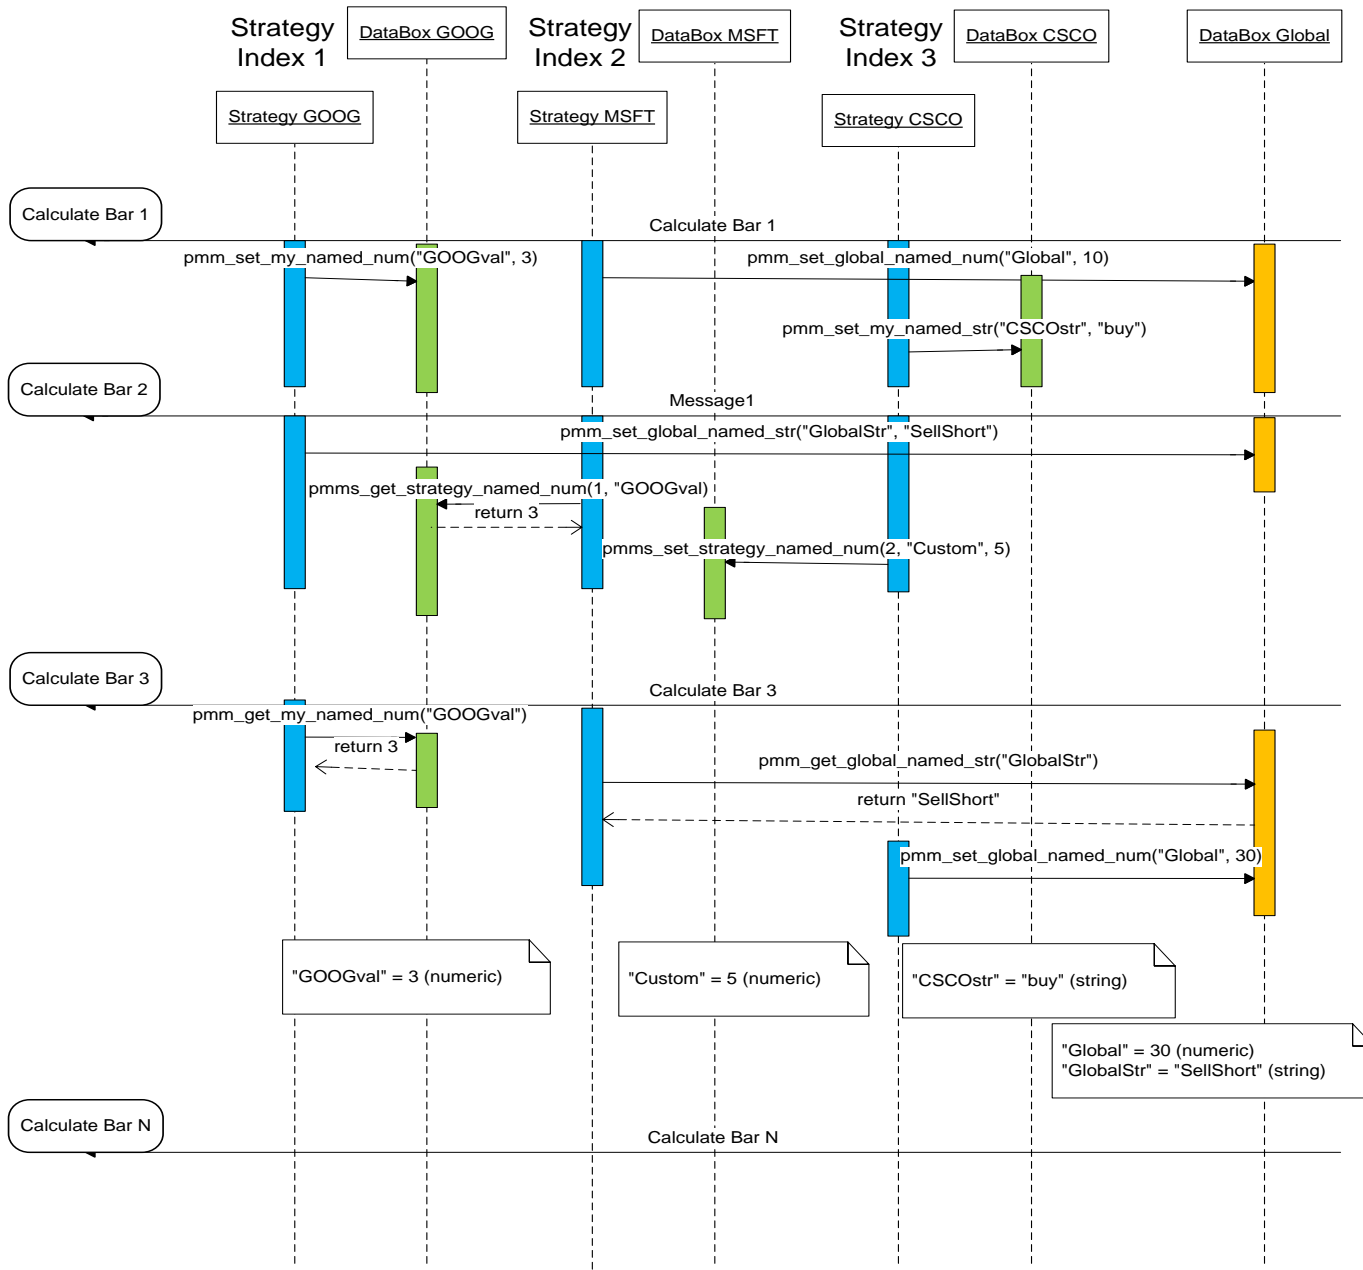 Strategy
Index 1
DataBox GOOG
Strategy
Index 2
DataBox MSFT
Strategy
Index 3
DataBox CSCO
DataBox Global
Strategy GOOG
Strategy MSFT
Strategy CSCO
Calculate Bar 1
Calculate Bar 1
pmm_set_my_named_num("GOOGval", 3)
pmm_set_global_named_num("Global", 10)
pmm_set_my_named_str("CSCOstr", "buy")
Calculate Bar 2
Message1
pmm_set_global_named_str("GlobalStr", "SellShort")
pmms_get_strategy_named_num(1, "GOOGval)
return 3
pmms_set_strategy_named_num(2, "Custom", 5)
Calculate Bar 3
Calculate Bar 3
pmm_get_my_named_num("GOOGval")
return 3
pmm_get_global_named_str("GlobalStr")
return "SellShort"
pmm_set_global_named_num("Global", 30)
"GOOGval" = 3 (numeric)
"Custom" = 5 (numeric)
"CSCOstr" = "buy" (string)
"Global" = 30 (numeric)
"GlobalStr" = "SellShort" (string)
Calculate Bar N
Calculate Bar N